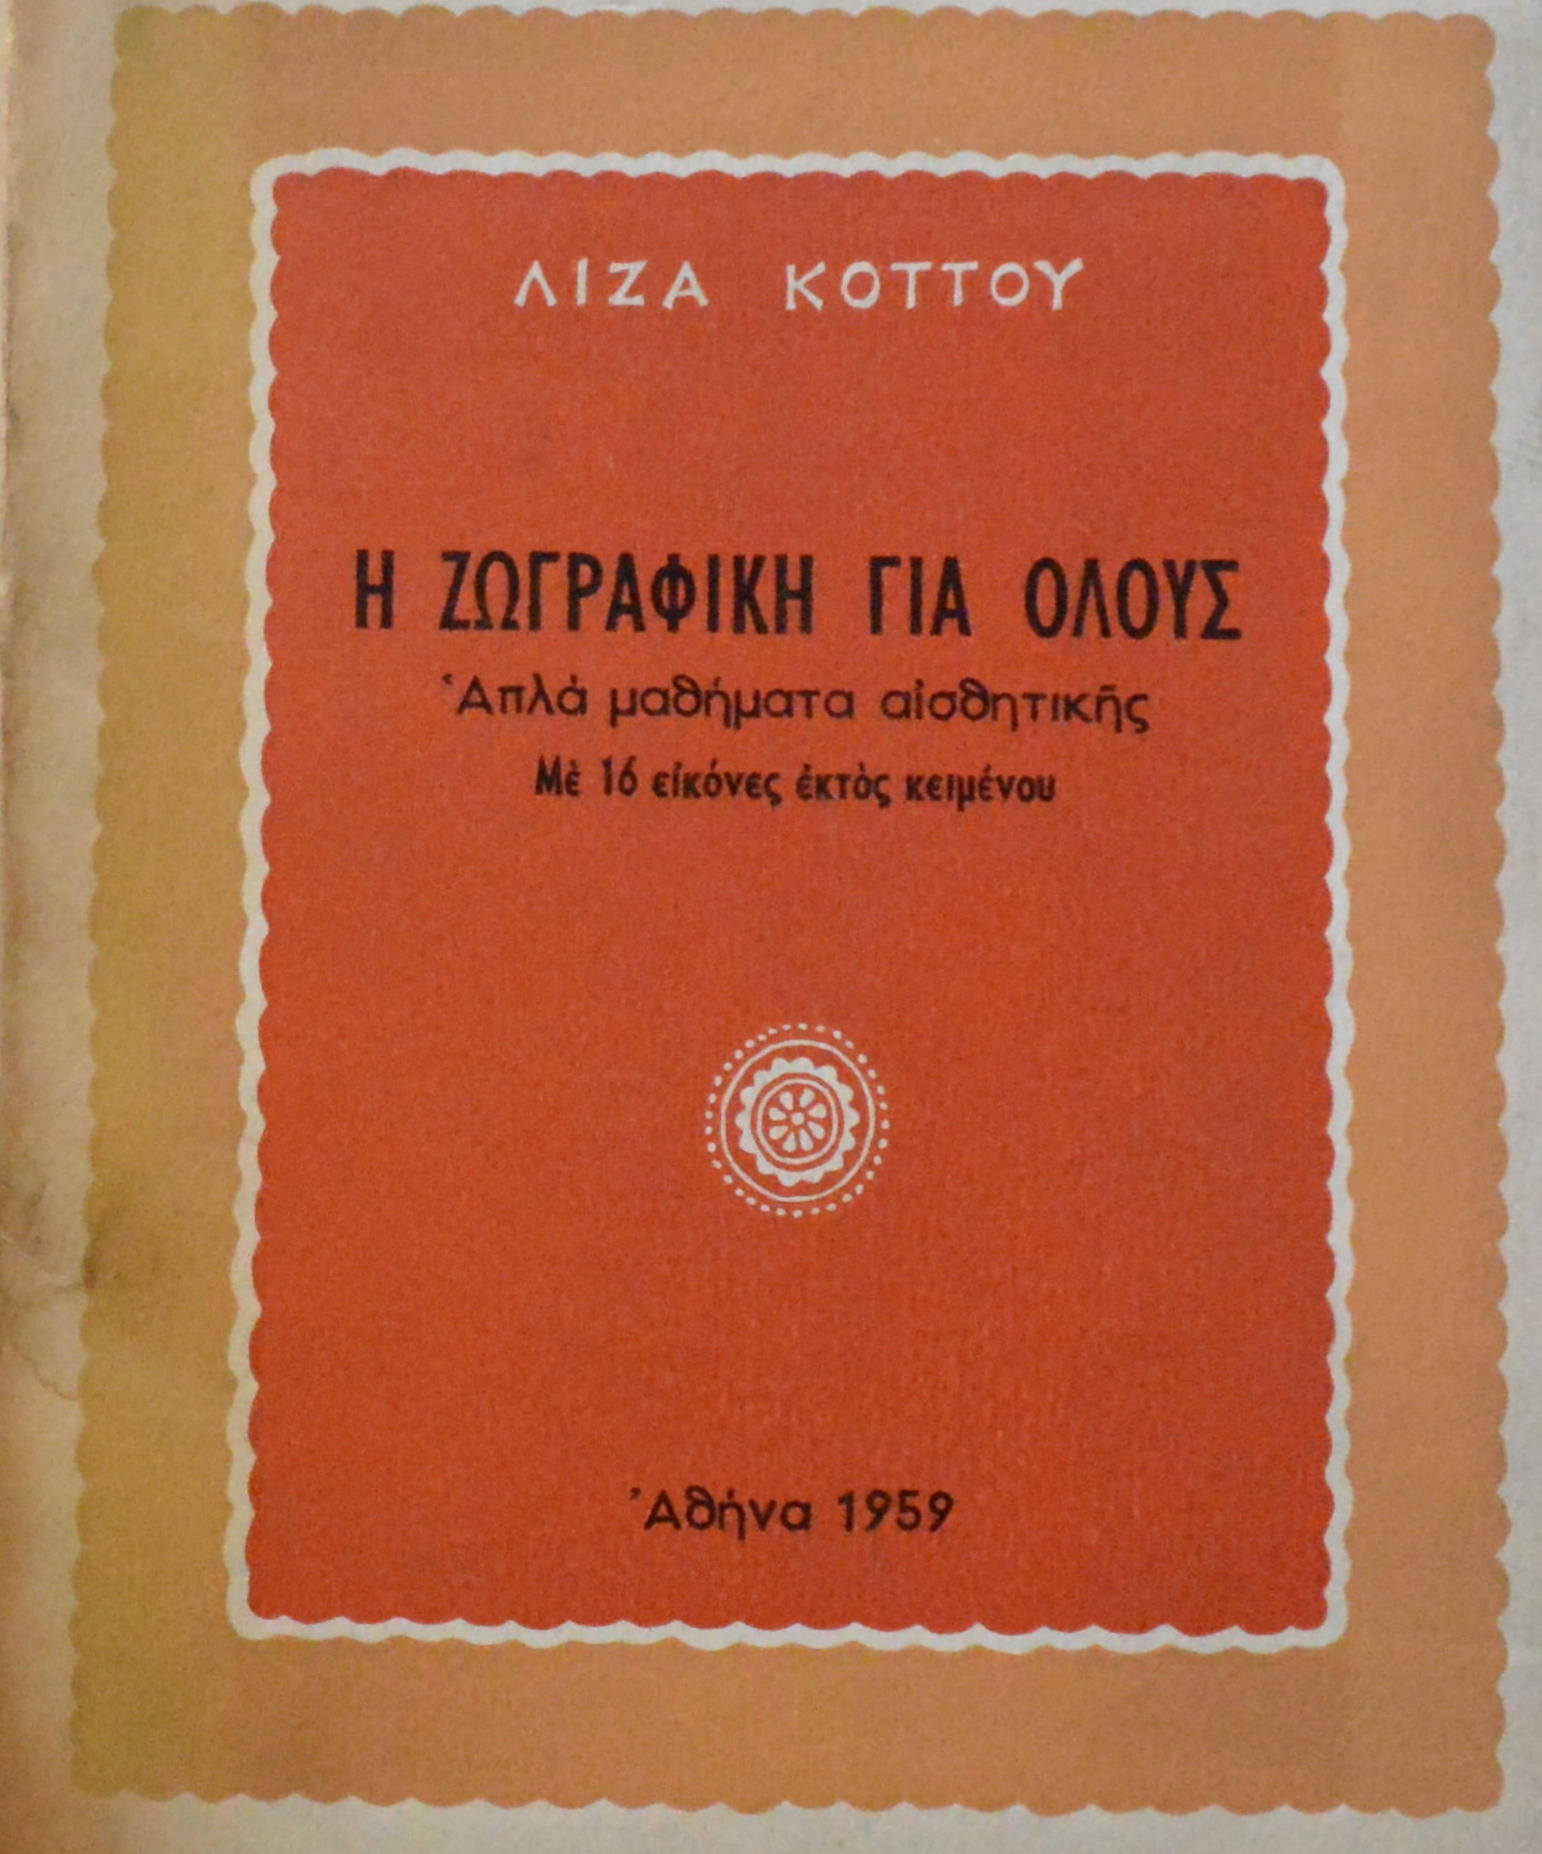 ΛΙΖΑ ΚΟΤΤΟΥ
Η ΖΩΓΡΑΦΙΚΗ ΓΙΑ ΟΛΟΥΣ
Ἁπλὰ μαθήματα αἰσθητικῆς
Μὲ 16 εἰκόνες ἐκτὸς κειμένου
Ἀθήνα 1959